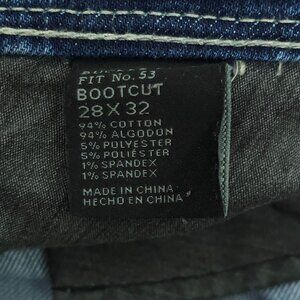 FIT No. 53
BOOTCUT
28 X 32
94% COTTON
94% ALGODON
5% POLYESTER
5% POLIÉSTER
1% SPANDEX
1% SPANDEX
MADE IN CHINA
HECHO EN CHINA